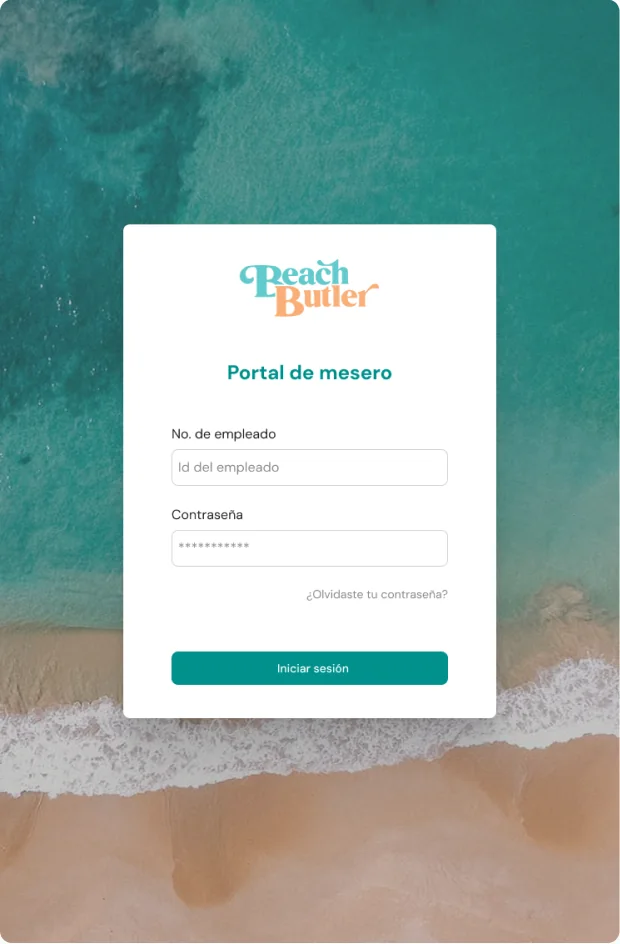 Beach
Butler
Portal de mesero
No. de empleado
Id del empleado
Contraseña
***********
¿Olvidaste tu contraseña?
Iniciar sesión